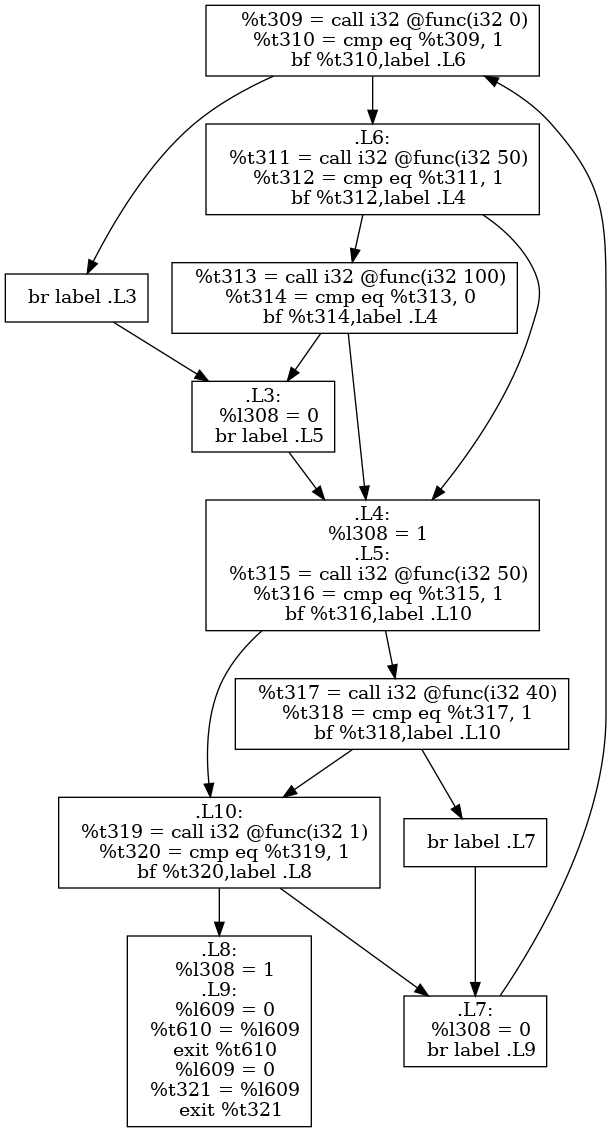 %t309 = call i32 @func(i32 0)
%t310 = cmp eq %t309, 1
bf %t310,label .L6
.L6:
%t311 = call i32 @func(i32 50)
%t312 = cmp eq %t311, 1
bf %t312,label .L4
br label .L3
%t313 = call i32 @func(i32 100)
%t314 = cmp eq %t313, 0
bf %t314,label .L4
.L3:
%l308 = 0
br label .L5
.L4:
%l308 = 1
.L5:
%t315 = call i32 @func(i32 50)
%t316 = cmp eq %t315, 1
bf %t316,label .L10
%t317 = call i32 @func(i32 40)
%t318 = cmp eq %t317, 1
bf %t318,label .L10
.L10:
%t319 = call i32 @func(i32 1)
%t320 = cmp eq %t319, 1
bf %t320,label .L8
br label .L7
.L8:
%l308 = 1
.L9:
%l609 = 0
%t610 = %l609
exit %t610
%l609 = 0
%t321 = %l609
exit %t321
.L7:
%l308 = 0
br label .L9